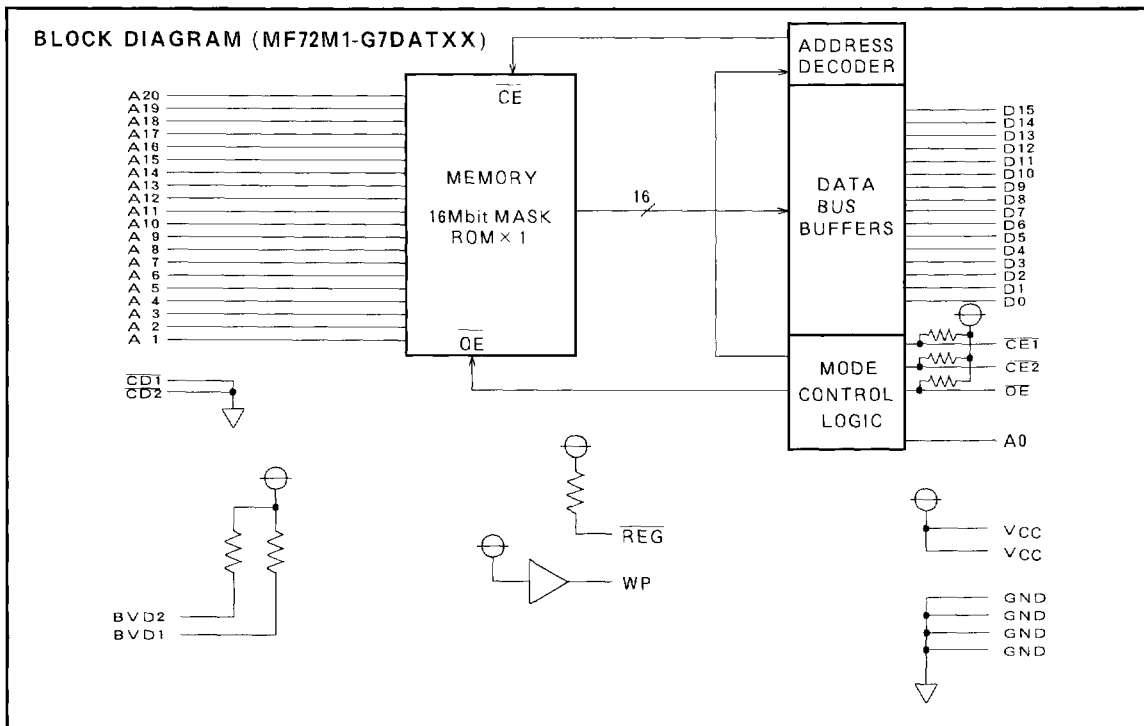 BLOCK DIAGRAM (MF72M1-G7DATXX)
ADDRESS
DECODER
CE
A20
A19
A18
A17
A16
A15
A14
A13
A12
A11
A10
A 9
A 8
A 7
A 6
A 5
A 4
A 3
A 2
A 1
MEMORY
16Mbit MASK
ROM × 1
OE
16
DATA
BUS
BUFFERS
D15
D14
D13
D12
D11
D10
D9
D8
D7
D6
D5
D4
D3
D2
D1
D0
MODE
CONTROL
LOGIC
CE1
CE2
OE
A0
CD1
CD2
REG
WP
BVD2
BVD1
VCC
VCC
GND
GND
GND
GND